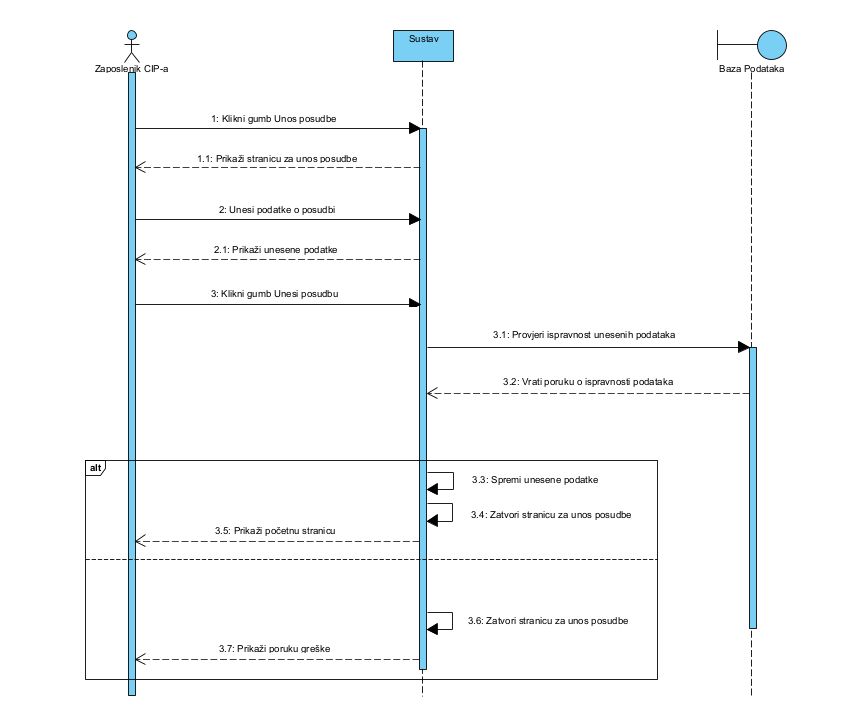 Sustav
Zaposlenik CIP-a
Baza Podataka
1: Klikni gumb Unos posudbe
1.1: Prikaži stranicu za unos posudbe
2: Unesi podatke o posudbi
2.1: Prikaži unesene podatke
3: Klikni gumb Unesi posudbu
3.1: Provjeri ispravnost unesenih podataka
3.2: Vrati poruku o ispravnosti podataka
alt
3.3: Spremi unesene podatke
3.4: Zatvori stranicu za unos posudbe
3.5: Prikaži početnu stranicu
3.6: Zatvori stranicu za unos posudbe
3.7: Prikaži poruku greške